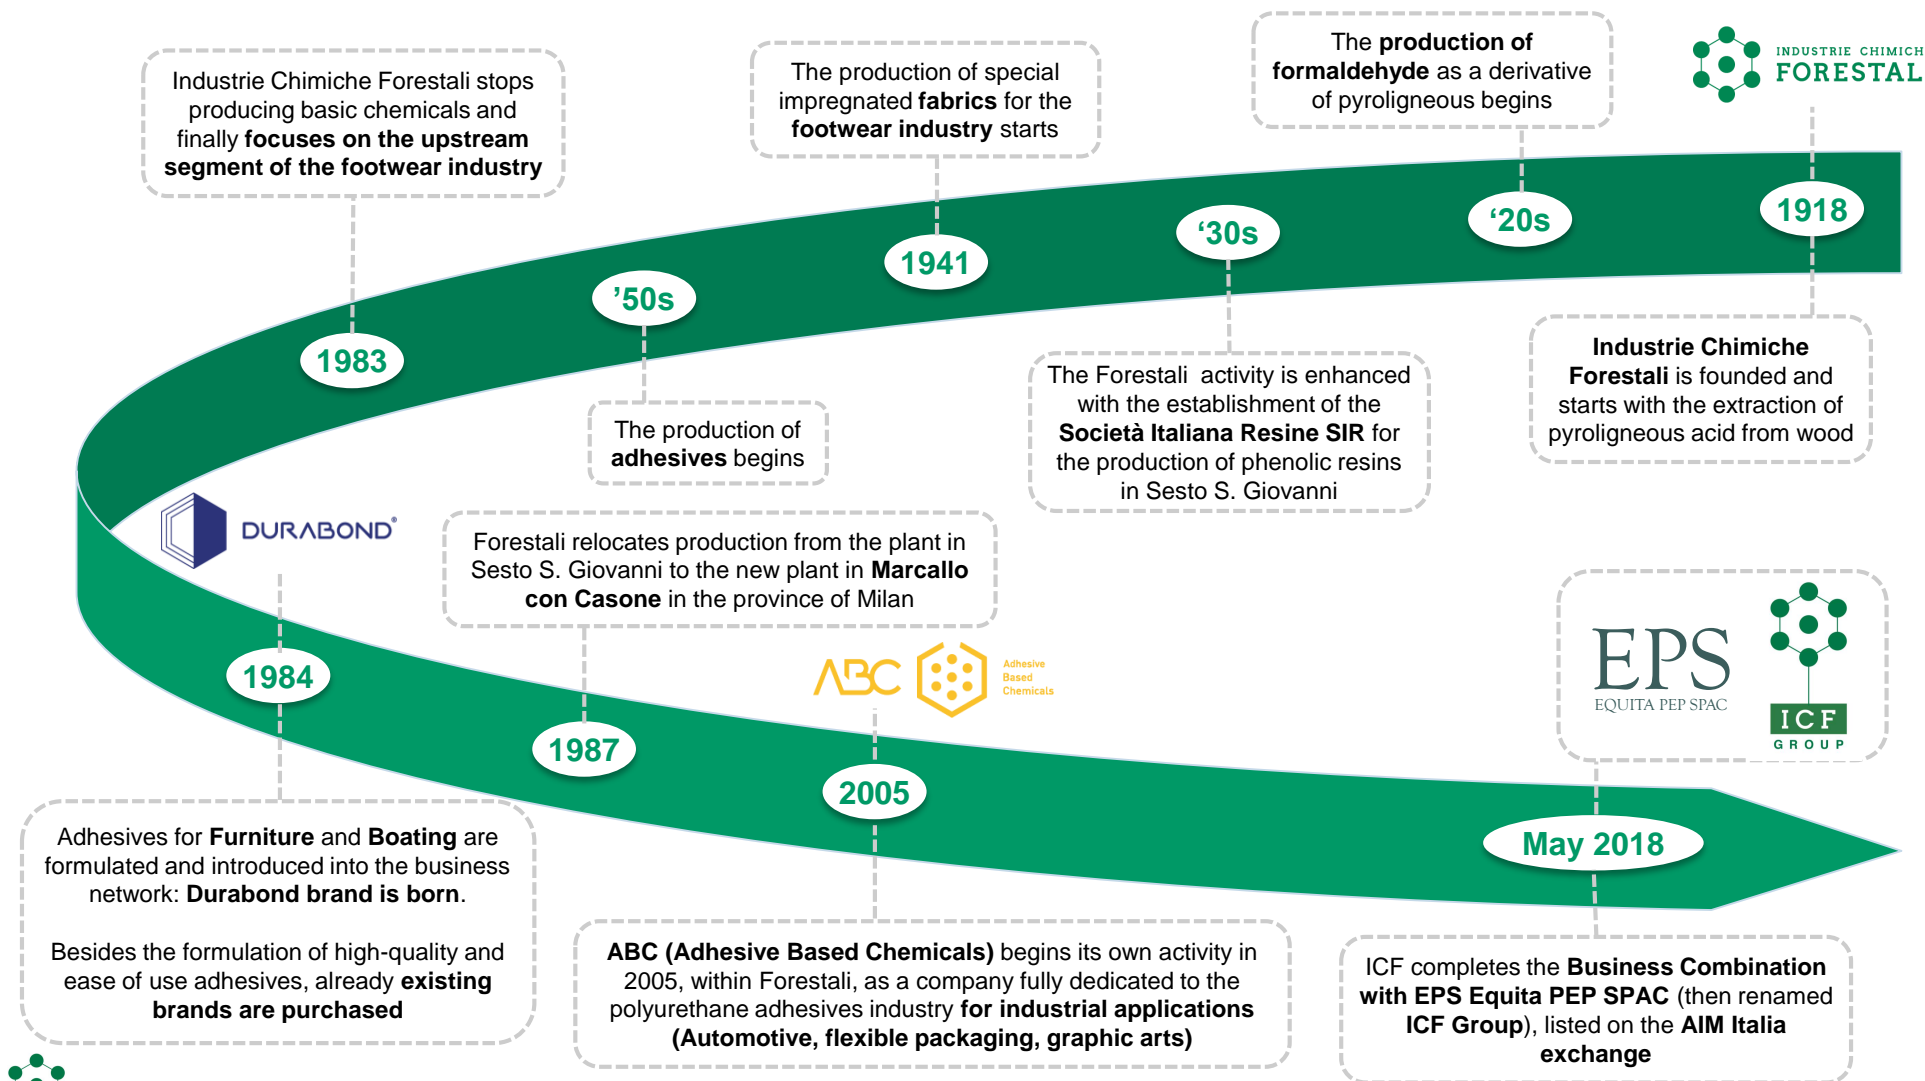 INDUSTRIE CHIMICH
FORESTAL
1918
Industrie Chimiche
Forestali is founded and
starts with the extraction of
pyroligneous acid from wood
The production of
formaldehyde as a derivative
of pyroligneous begins
‘20s
‘30s
The Forestali activity is enhanced
with the establishment of the
Società Italiana Resine SIR for
the production of phenolic resins
in Sesto S. Giovanni
The production of special
impregnated fabrics for the
footwear industry starts
1941
’50s
The production of
adhesives begins
Industrie Chimiche Forestali stops
producing basic chemicals and
finally focuses on the upstream
segment of the footwear industry
1983
DURABOND®
1984
Adhesives for Furniture and Boating are
formulated and introduced into the business
network: Durabond brand is born.
Besides the formulation of high-quality and
ease of use adhesives, already existing
brands are purchased
Forestali relocates production from the plant in
Sesto S. Giovanni to the new plant in Marcallo
con Casone in the province of Milan
1987
ABC
Adhesive
Based
Chemicals
2005
ABC (Adhesive Based Chemicals) begins its own activity in
2005, within Forestali, as a company fully dedicated to the
polyurethane adhesives industry for industrial applications
(Automotive, flexible packaging, graphic arts)
EPS
EQUITA PEP SPAC
ICF
GROUP
May 2018
ICF completes the Business Combination
with EPS Equita PEP SPAC (then renamed
ICF Group), listed on the AIM Italia
exchange